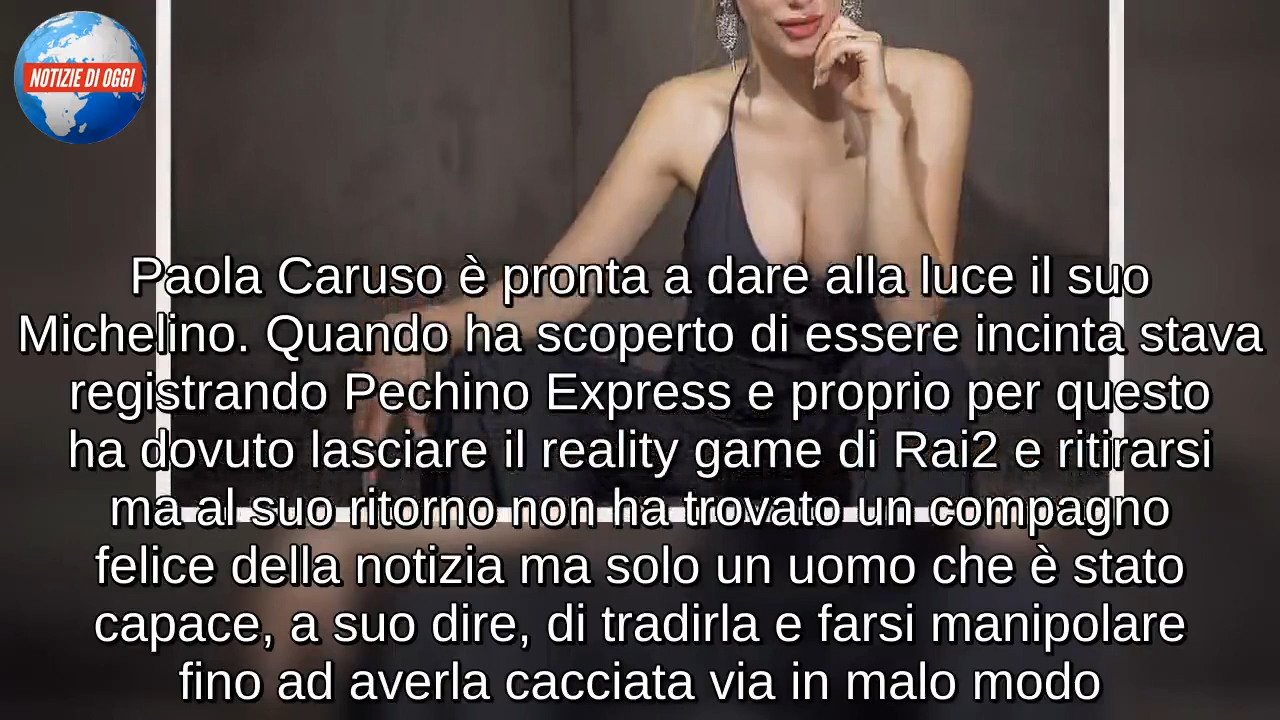 NOTIZIE DI OGGI
Paola Caruso è pronta a dare alla luce il suo
Michelino. Quando ha scoperto di essere incinta stava
registrando Pechino Express e proprio per questo
ha dovuto lasciare il reality game di Rai2 e ritirarsi
ma al suo ritorno non ha trovato un compagno
felice della notizia ma solo un uomo che è stato
capace, a suo dire, di tradirla e farsi manipolare
fino ad averla cacciata via in malo modo